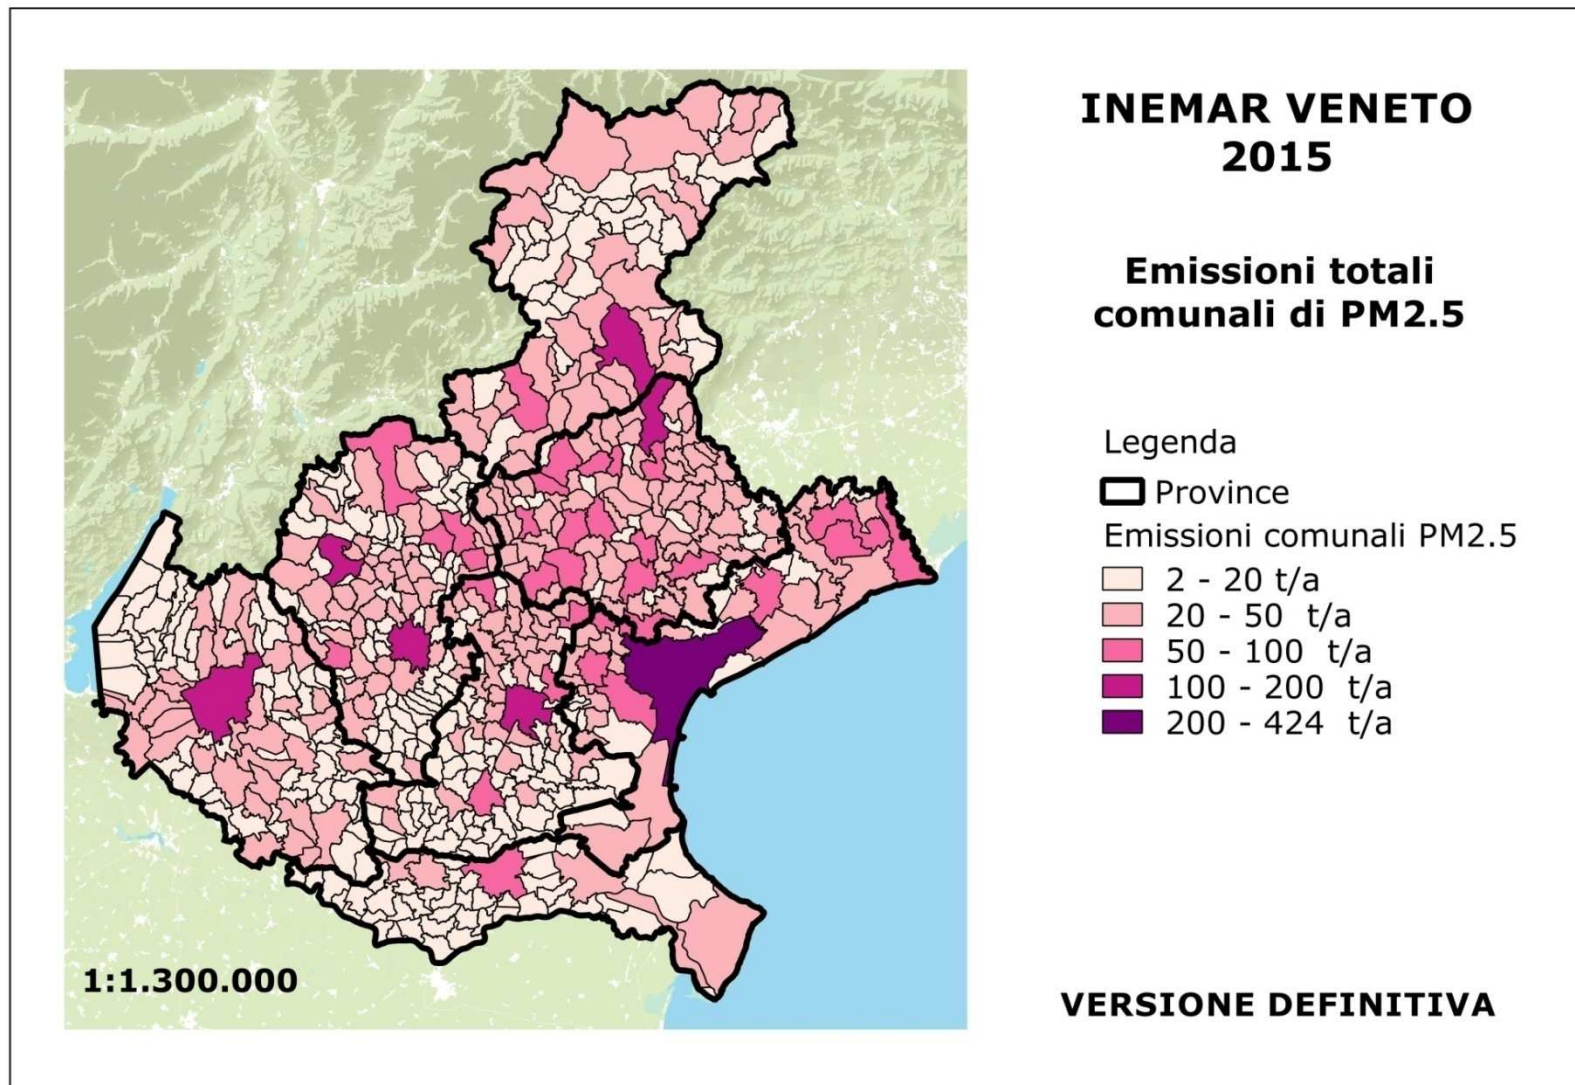 INEMAR VENETO
2015
Emissioni totali
comunali di PM2.5
Legenda
Province
Emissioni comunali PM2.5
2 - 20 t/a
20 - 50 t/a
50 - 100 t/a
100 - 200 t/a
200 - 424 t/a
1:1.300.000
VERSIONE DEFINITIVA